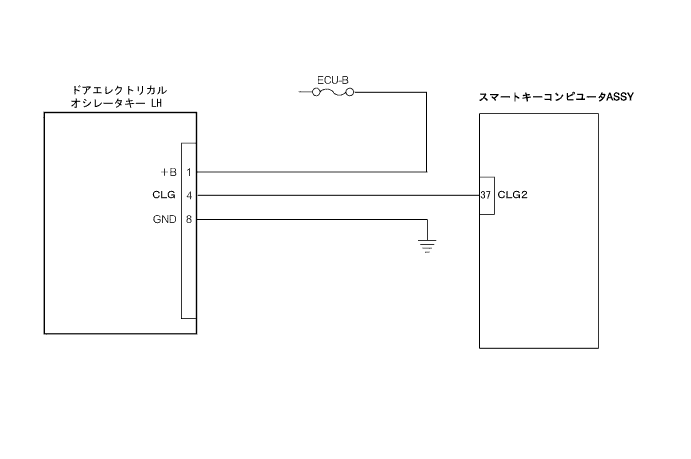 ECU-B
ドアエレクトリカル
オシレータキー LH
スマートキーコンピュータASSY
+B 1
CLG 4
37 CLG2
GND 8